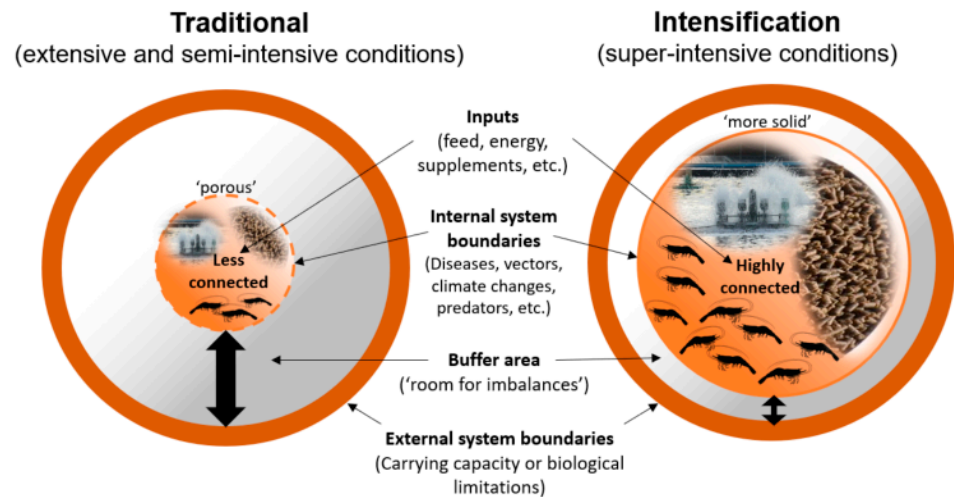 Traditional
(extensive and semi-intensive conditions)
Intensification
(super-intensive conditions)
Inputs
(feed, energy,
supplements, etc.)
'porous'
'more solid'
Less
connected
Internal system
boundaries
(Diseases, vectors,
climate changes,
predators, etc.)
Highly
connected
Buffer area
('room for imbalances')
External system boundaries
(Carrying capacity or biological
limitations)